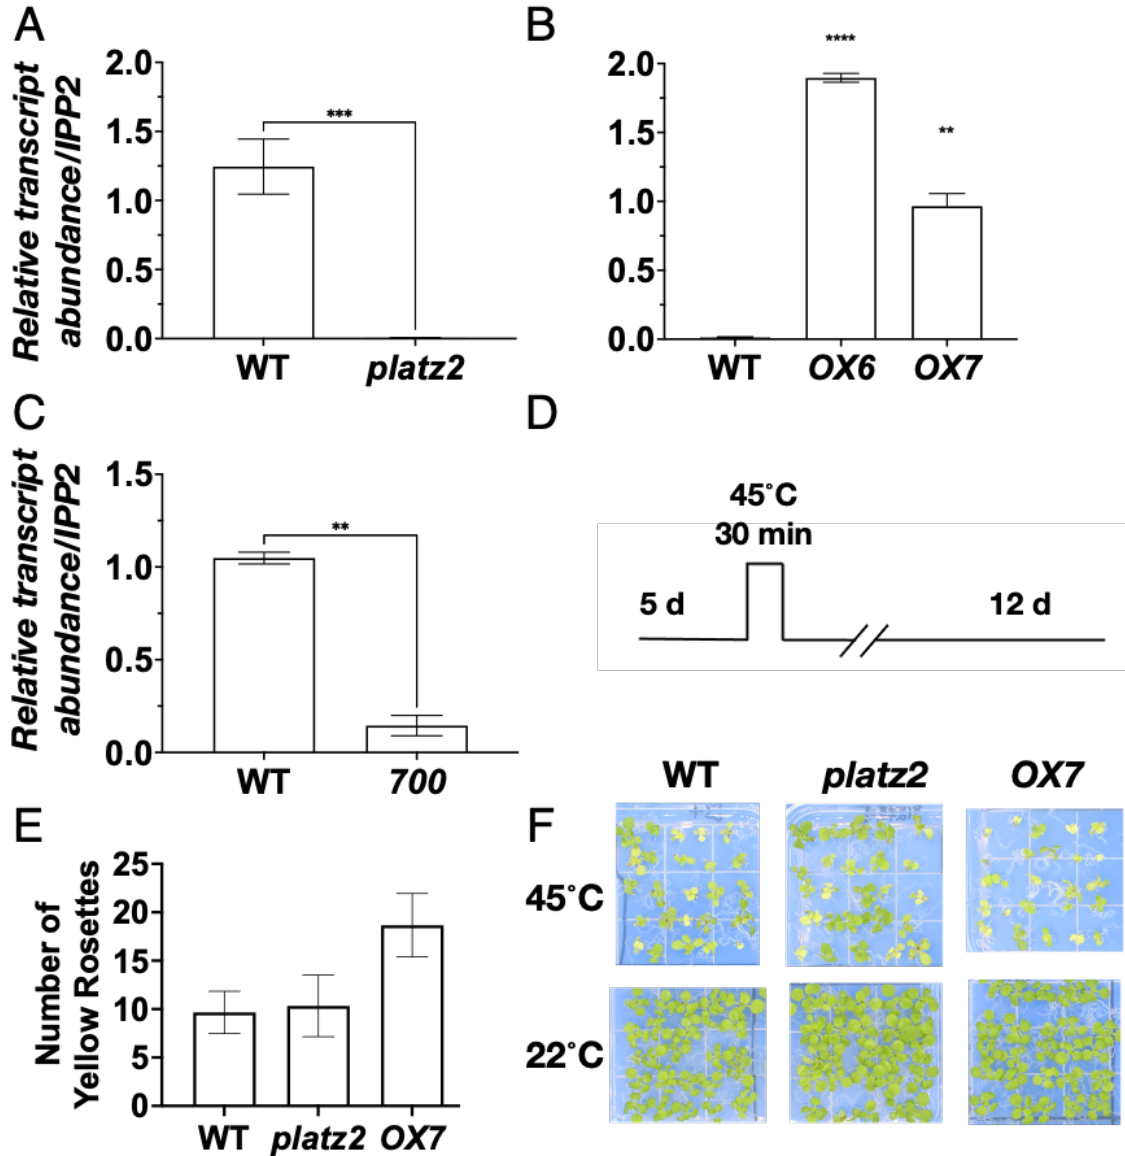 A
Relative transcript
abundance/IPP2
2.0
1.5
1.0
0.5
0.0
***
WT
platz2
B
2.0
1.5
1.0
0.5
0.0
****
**
WT
OX6
OX7
C
Relative transcript
abundance/IPP2
1.5
1.0
0.5
0.0
**
WT
700
D
45°C
30 min
5 d
12 d
E
Number of
Yellow Rosettes
25
20
15
10
5
0
WT
platz2
OX7
F
WT
platz2
OX7
45°C
22°C